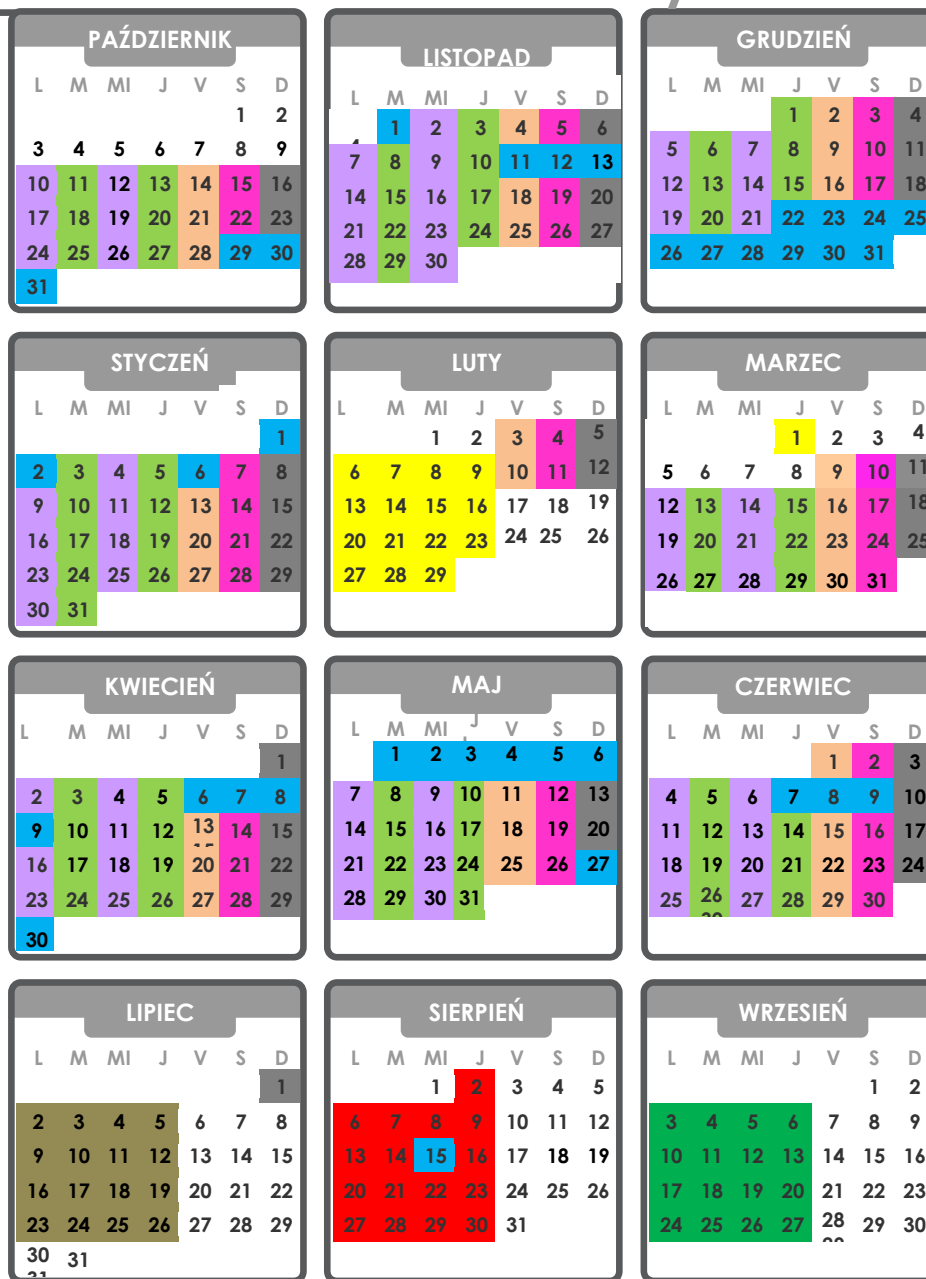 PAŹDZIERNIK
L M MI J V S D
1 2
3 4 5 6 7 8 9
10 11 12 13 14 15 16
17 18 19 20 21 22 23
24 25 26 27 28 29 30
31
LISTOPAD
L M MI J V S D
1 2 3 4 5 6
7 8 9 10 11 12 13
14 15 16 17 18 19 20
21 22 23 24 25 26 27
28 29 30
GRUDZIEŃ
L M MI J V S D
1 2 3 4
5 6 7 8 9 10 11
12 13 14 15 16 17 18
19 20 21 22 23 24 25
26 27 28 29 30 31
STYCZEŃ
L M MI J V S D
1
2 3 4 5 6 7 8
9 10 11 12 13 14 15
16 17 18 19 20 21 22
23 24 25 26 27 28 29
30 31
LUTY
L M MI J V S D
1 2 3 4 5
6 7 8 9 10 11 12
13 14 15 16 17 18 19
20 21 22 23 24 25 26
27 28 29
MARZEC
L M MI J V S D
1 2 3 4
5 6 7 8 9 10 11
12 13 14 15 16 17 18
19 20 21 22 23 24 25
26 27 28 29 30 31
KWIECIEŃ
L M MI J V S D
1
2 3 4 5 6 7 8
9 10 11 12 13 14 15
16 17 18 19 20 21 22
23 24 25 26 27 28 29
30
MAJ
L M MI J V S D
1 2 3 4 5 6
7 8 9 10 11 12 13
14 15 16 17 18 19 20
21 22 23 24 25 26 27
28 29 30 31
CZERWIEC
L M MI J V S D
1 2 3
4 5 6 7 8 9 10
11 12 13 14 15 16 17
18 19 20 21 22 23 24
25 26 27 28 29 30
LIPIEC
L M MI J V S D
1
2 3 4 5 6 7 8
9 10 11 12 13 14 15
16 17 18 19 20 21 22
23 24 25 26 27 28 29
30 31
SIERPIEŃ
L M MI J V S D
1 2 3 4 5
6 7 8 9 10 11 12
13 14 15 16 17 18 19
20 21 22 23 24 25 26
27 28 29 30 31
WRZESIEŃ
L M MI J V S D
1 2
3 4 5 6 7 8 9
10 11 12 13 14 15 16
17 18 19 20 21 22 23
24 25 26 27 28 29 30